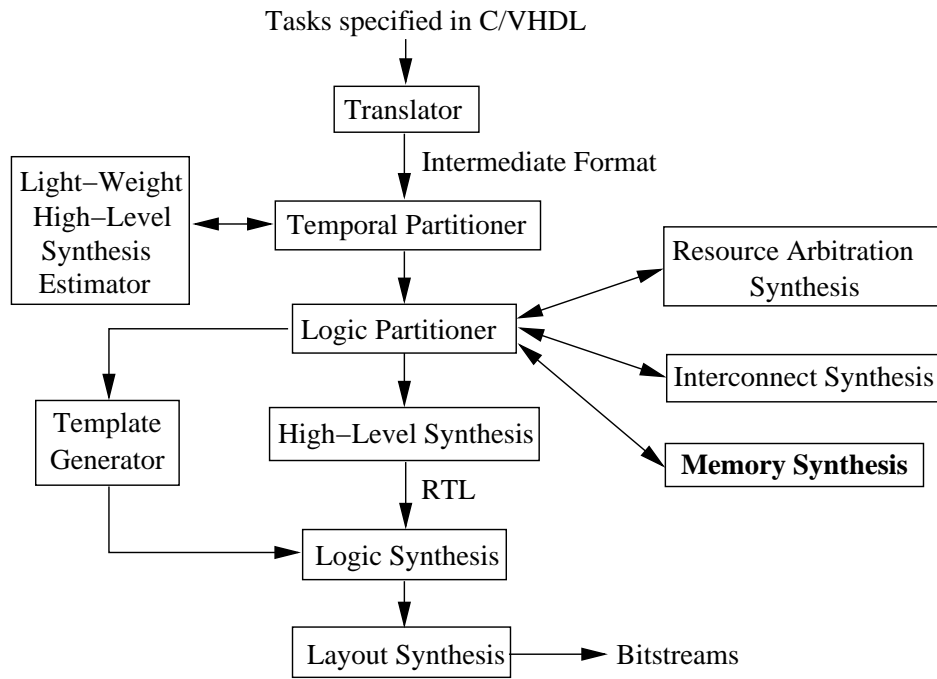 Tasks specified in C/VHDL
Translator
Intermediate Format
Light−Weight
High−Level
Synthesis
Estimator
Temporal Partitioner
Resource Arbitration
Synthesis
Logic Partitioner
Interconnect Synthesis
Template
Generator
High−Level Synthesis
Memory Synthesis
RTL
Logic Synthesis
Layout Synthesis
Bitstreams